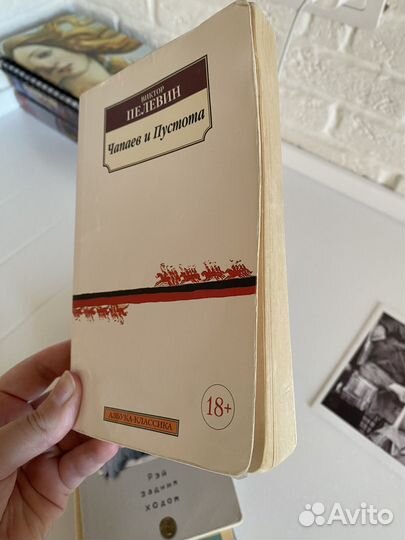 ВИКТОР
ПЕЛЕВИН
Чапаев и Пустота
АЗБУКА-КЛАССИКА
18+
РЭЙ
ЗАДНИМ
ХОДОМ
Avito